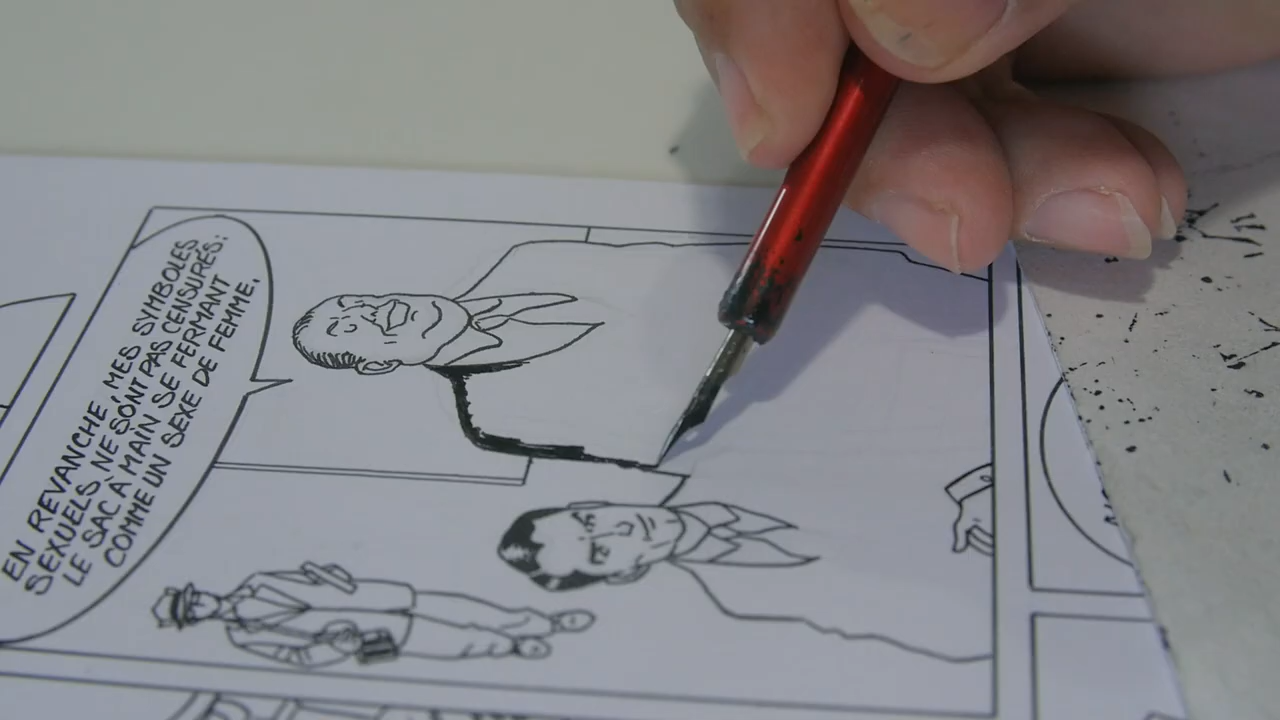 EN REVANCHE, MES SYMBOLES
SEXUELS NE SONT PAS CENSURÉS:
LE SAC À MAIN SE FERMANT
COMME UN SEXE DE FEMME.